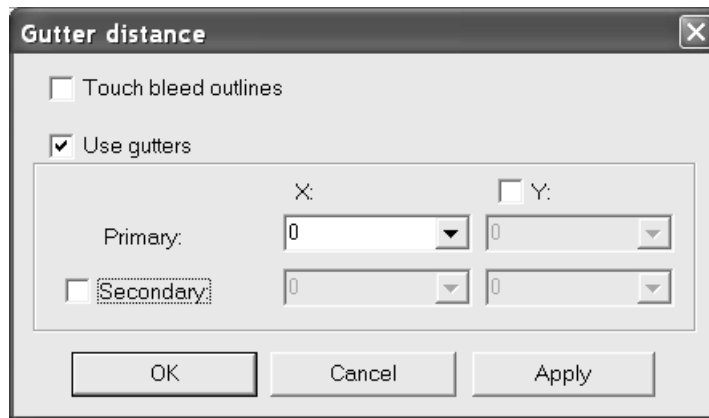 Gutter distance
Touch bleed outlines
Use gutters
X: Y:
Primary: 0 0
Secondary: 0 0
OK Cancel Apply